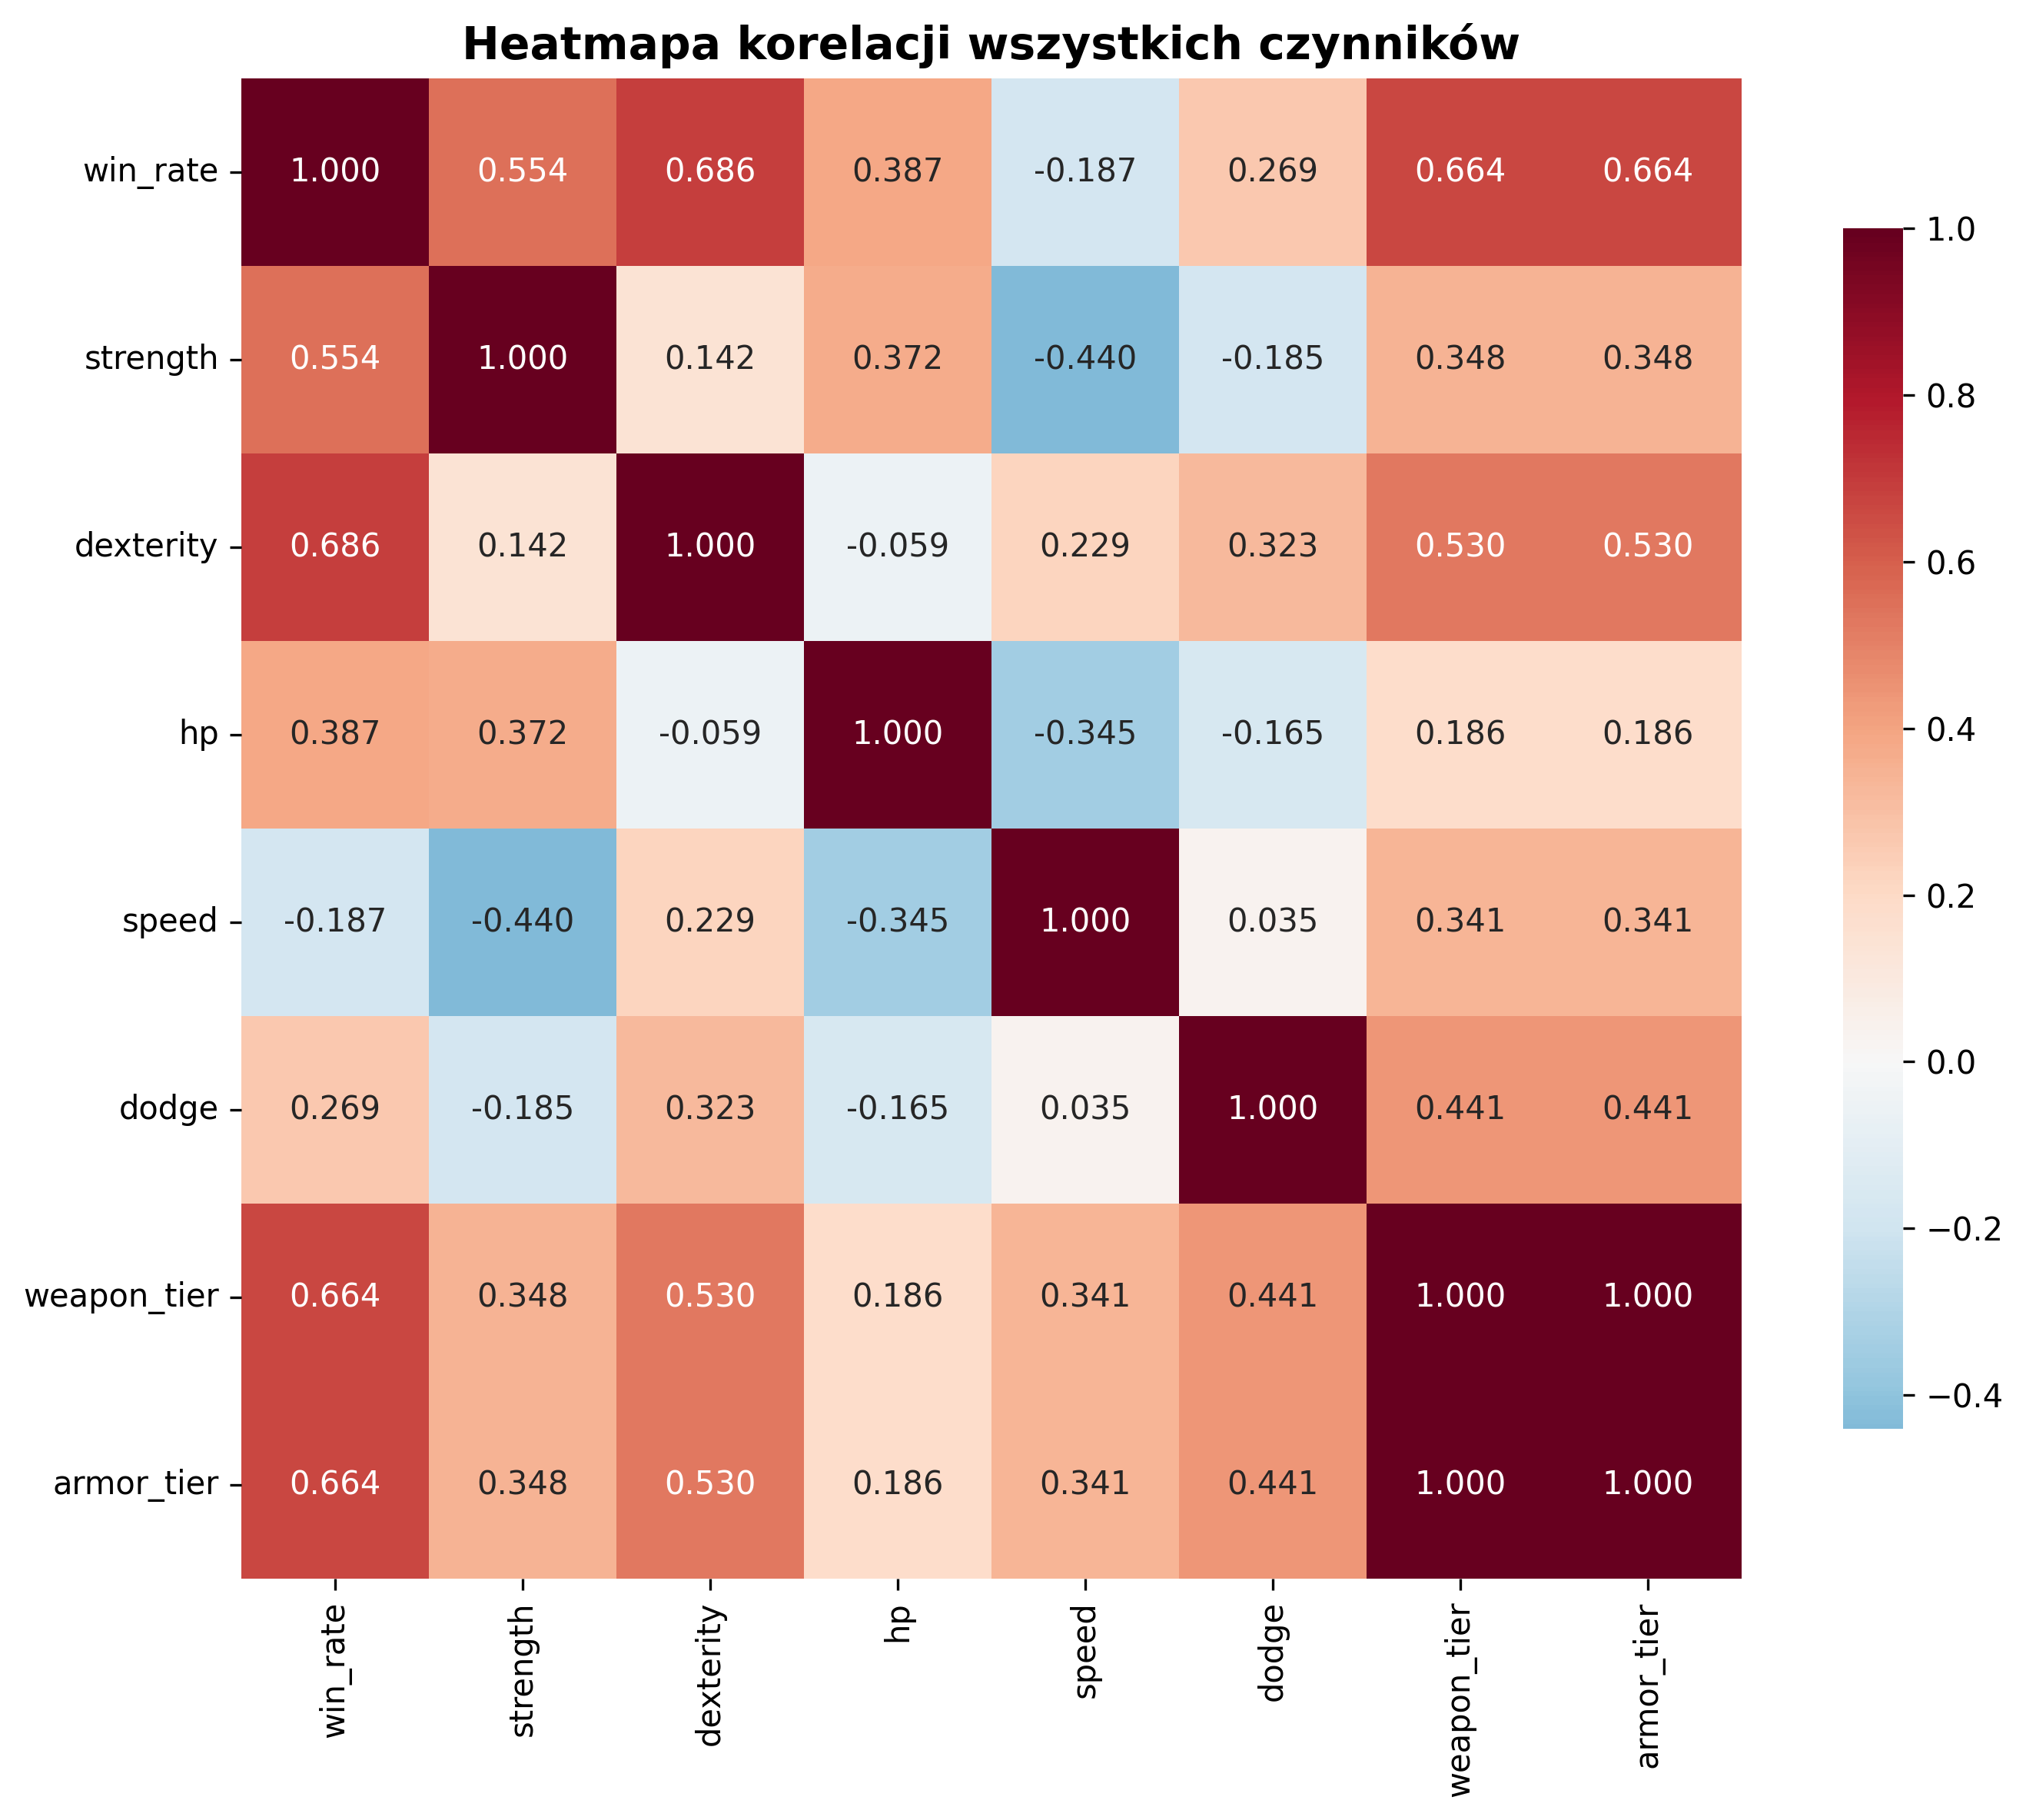 Heatmapa korelacji wszystkich czynników
win_rate 1.000 0.554 0.686 0.387 -0.187 0.269 0.664 0.664
strength 0.554 1.000 0.142 0.372 -0.440 -0.185 0.348 0.348
dexterity 0.686 0.142 1.000 -0.059 0.229 0.323 0.530 0.530
hp 0.387 0.372 -0.059 1.000 -0.345 -0.165 0.186 0.186
speed -0.187 -0.440 0.229 -0.345 1.000 0.035 0.341 0.341
dodge 0.269 -0.185 0.323 -0.165 0.035 1.000 0.441 0.441
weapon_tier 0.664 0.348 0.530 0.186 0.341 0.441 1.000 1.000
armor_tier 0.664 0.348 0.530 0.186 0.341 0.441 1.000 1.000
win_rate
strength
dexterity
hp
speed
dodge
weapon_tier
armor_tier
1.0
0.8
0.6
0.4
0.2
0.0
−0.2
−0.4